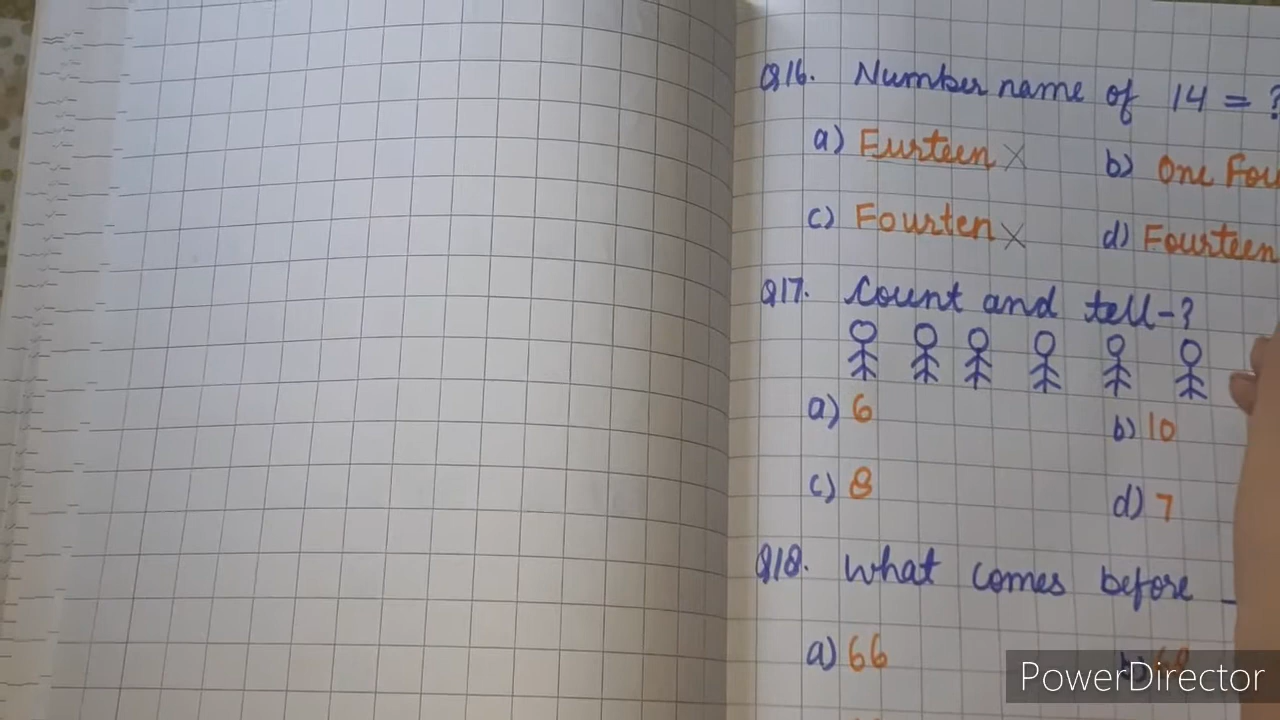 Q16. Number name of 14 = ?
a) Furteen × b) One Fou
c) Fourten × d) Fourteen
Q17. Count and tell-?
a) 6 b) 10
c) 8 d) 7
Q18. What comes before _
a) 66 b)
PowerDirector